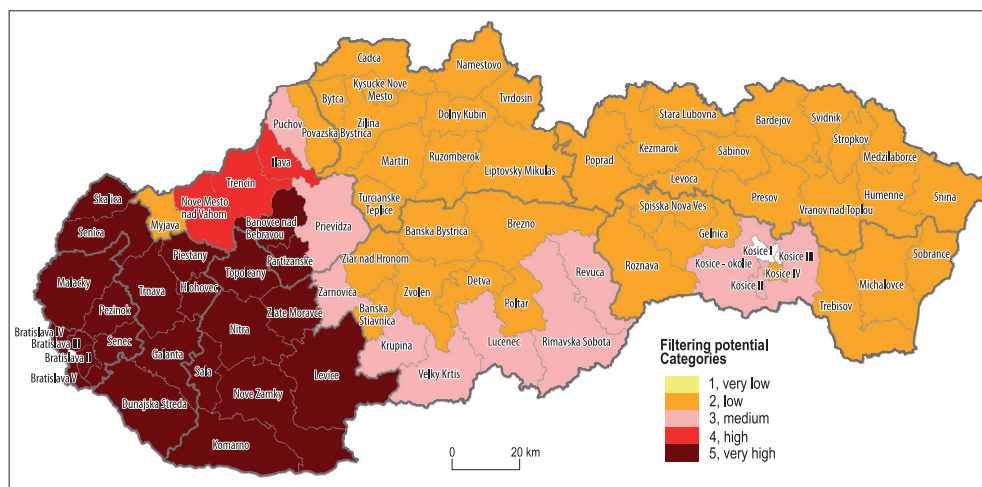 Cadca
Namestovo
Kysucke Nove
Mesto
Bytca
Tvrdosin
Dolny Kubin
Puchov
Zilina
Povazska Bystrica
Stara Lubovna
Bardejov
Svidnik
Stropkov
Medzilaborce
Ilava
Martin
Ruzomberok
Liptovsky Mikulas
Poprad
Kezmarok
Sabinov
Levoca
Trencin
Nove Mesto
nad Vahom
Skalica
Senica
Myjava
Banovce nad
Bebravou
Prievidza
Turcianske
Teplice
Presov
Humenne
Snina
Vranov nad Toplou
Spisska Nova Ves
Gelnica
Banska Bystrica
Brezno
Piestany
Partizanske
Ziar nad Hronom
Kosice I
Kosice III
Sobrance
Malacky
Topolcany
Hlohovec
Trnava
Zarnovica
Zvolen
Detva
Revuca
Roznava
Kosice - okolie
Kosice IV
Kosice II
Michalovce
Trebisov
Pezinok
Zlate Moravce
Banska
Stiavnica
Poltar
Nitra
Bratislava IV
Bratislava III
Bratislava II
Bratislava V
Senec
Galanta
Sala
Krupina
Lucenec
Rimavska Sobota
Levice
Velky Krtis
Dunajska Streda
Nove Zamky
Komarno
Filtering potential
Categories
1, very low
2, low
3, medium
4, high
5, very high
0 20 km